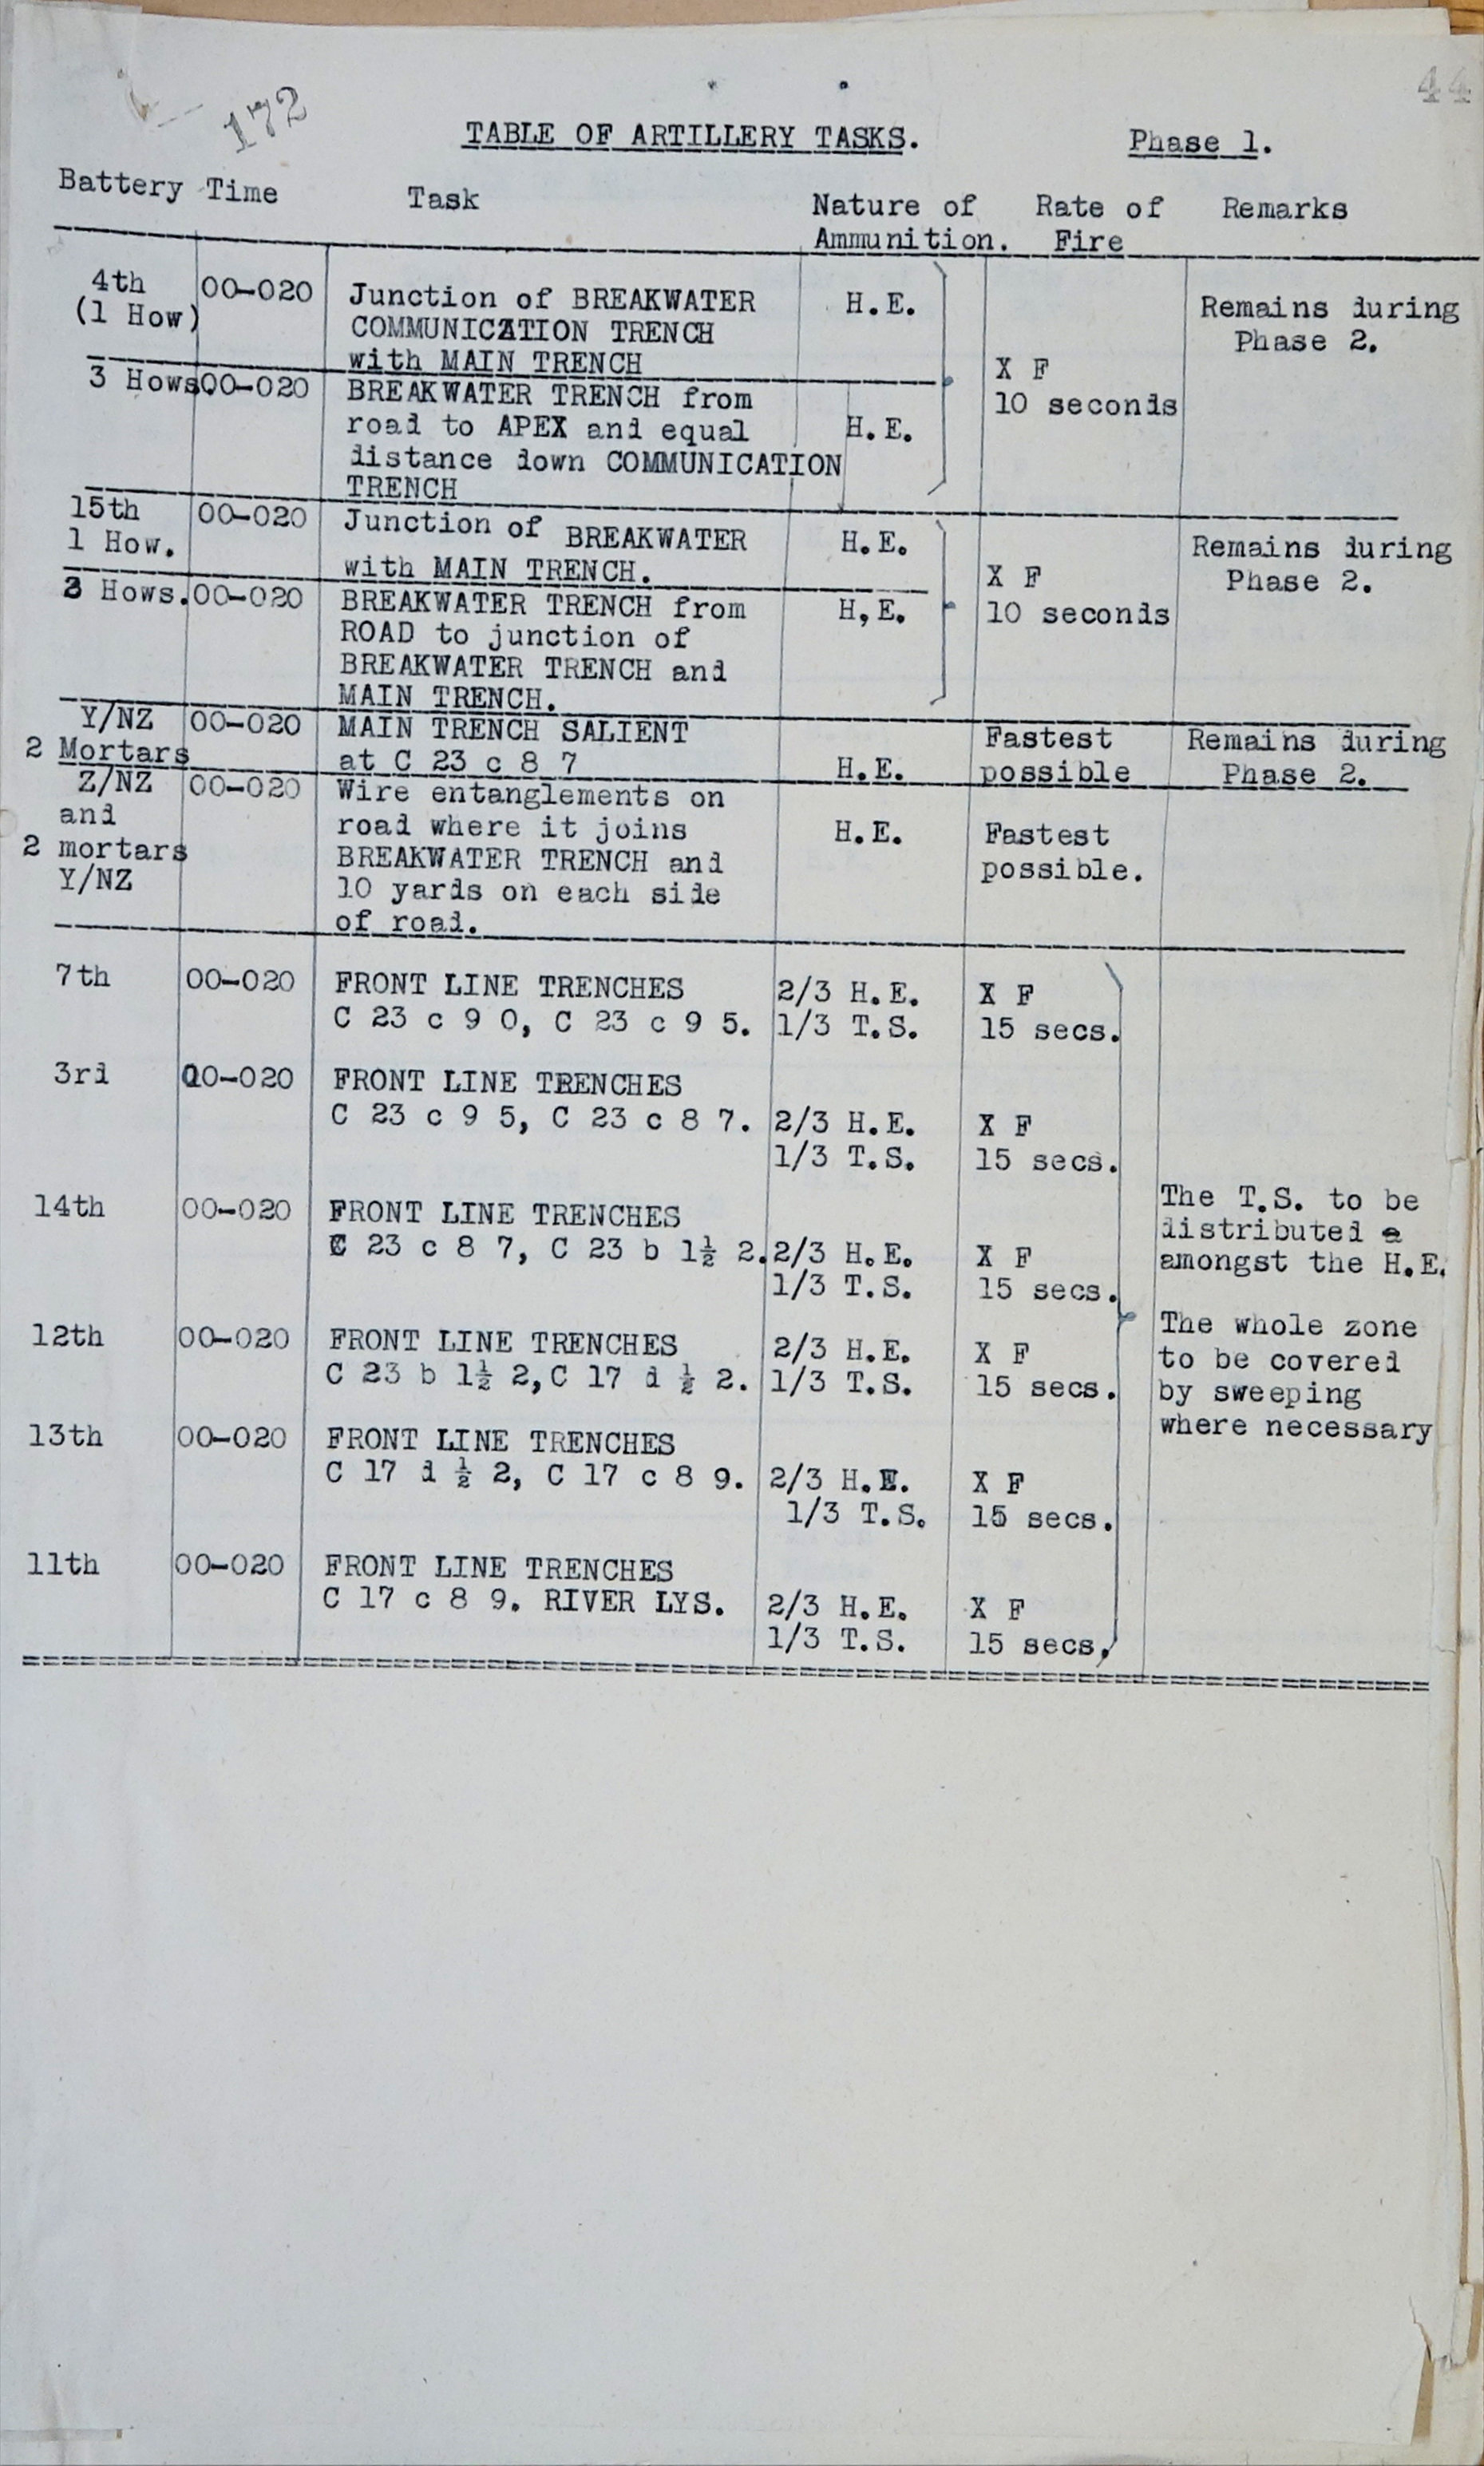 44
172
TABLE OF ARTILLERY TASKS. Phase 1.
Battery Time Task Nature of Ammunition. Rate of Fire Remarks
4th 00-020 Junction of BREAKWATER H.E. Remains during
(1 How) COMMUNICATION TRENCH Phase 2.
with MAIN TRENCH X F
3 Hows. 00-020 BREAKWATER TRENCH from 10 seconds
road to APEX and equal H.E.
distance down COMMUNICATION
TRENCH
15th 00-020 Junction of BREAKWATER H.E. Remains during
1 How. with MAIN TRENCH. X F Phase 2.
3 Hows. 00-020 BREAKWATER TRENCH from H,E. 10 seconds
ROAD to junction of
BREAKWATER TRENCH and
MAIN TRENCH.
Y/NZ 00-020 MAIN TRENCH SALIENT Fastest Remains during
2 Mortars at C 23 c 8 7 H.E. possible Phase 2.
Z/NZ 00-020 Wire entanglements on
and road where it joins H.E. Fastest
2 mortars BREAKWATER TRENCH and possible.
Y/NZ 10 yards on each side
of road.
7th 00-020 FRONT LINE TRENCHES 2/3 H.E. X F
C 23 c 9 0, C 23 c 9 5. 1/3 T.S. 15 secs.
3rd 00-020 FRONT LINE TRENCHES
C 23 c 9 5, C 23 c 8 7. 2/3 H.E. X F
1/3 T.S. 15 secs.
14th 00-020 FRONT LINE TRENCHES The T.S. to be
distributed
C 23 c 8 7, C 23 b 1½ 2. 2/3 H.E. X F amongst the H.E.
1/3 T.S. 15 secs.
12th 00-020 FRONT LINE TRENCHES 2/3 H.E. X F The whole zone
C 23 b 1½ 2, C 17 d ½ 2. 1/3 T.S. 15 secs. to be covered
by sweeping
13th 00-020 FRONT LINE TRENCHES where necessary
C 17 d ½ 2, C 17 c 8 9. 2/3 H.E. X F
1/3 T.S. 15 secs.
11th 00-020 FRONT LINE TRENCHES
C 17 c 8 9. RIVER LYS. 2/3 H.E. X F
1/3 T.S. 15 secs.